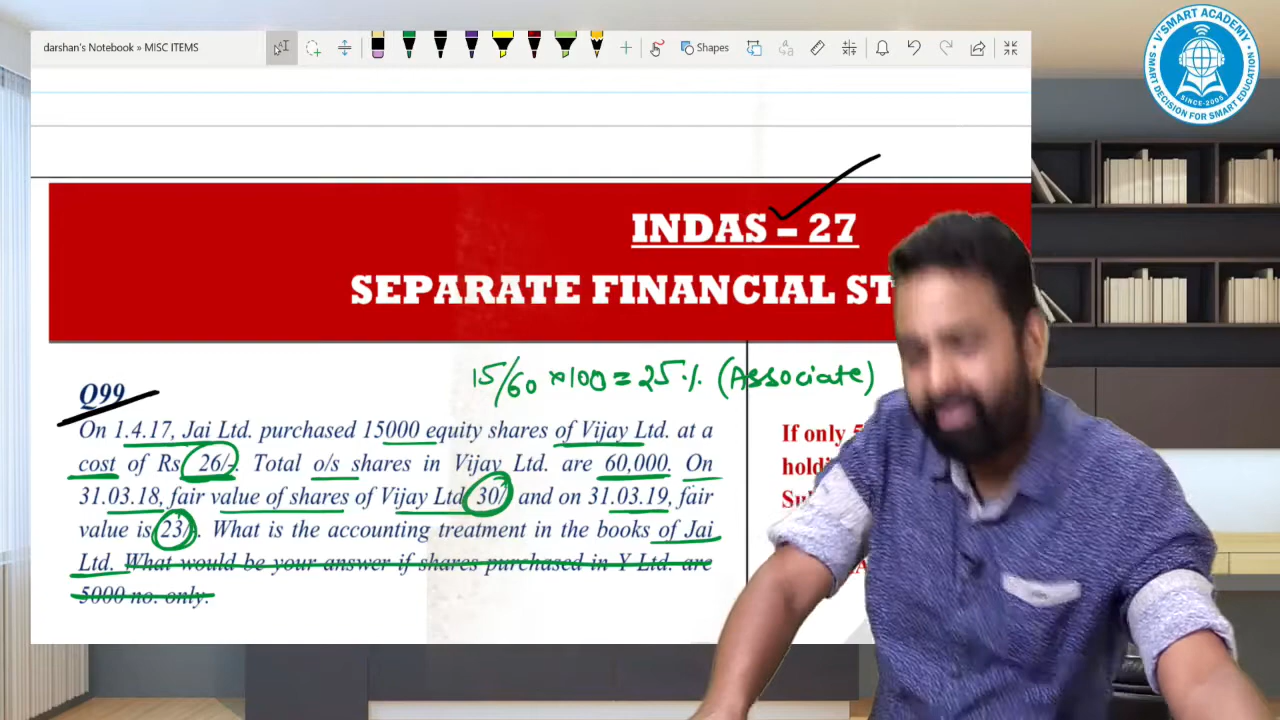 darshan's Notebook » MISC ITEMS
Shapes
V'SMART ACADEMY
SINCE-2005
SMART DECISION FOR SMART EDUCATION
INDAS – 27
SEPARATE FINANCIAL ST
15/60 ×100 = 25% (Associate)
Q99
On 1.4.17, Jai Ltd. purchased 15000 equity shares of Vijay Ltd. at a
cost of Rs 26/-. Total o/s shares in Vijay Ltd. are 60,000. On
31.03.18, fair value of shares of Vijay Ltd 30/- and on 31.03.19, fair
value is 23/-. What is the accounting treatment in the books of Jai
Ltd. What would be your answer if shares purchased in Y Ltd. are
5000 no. only.
If only 5
holdi
Su